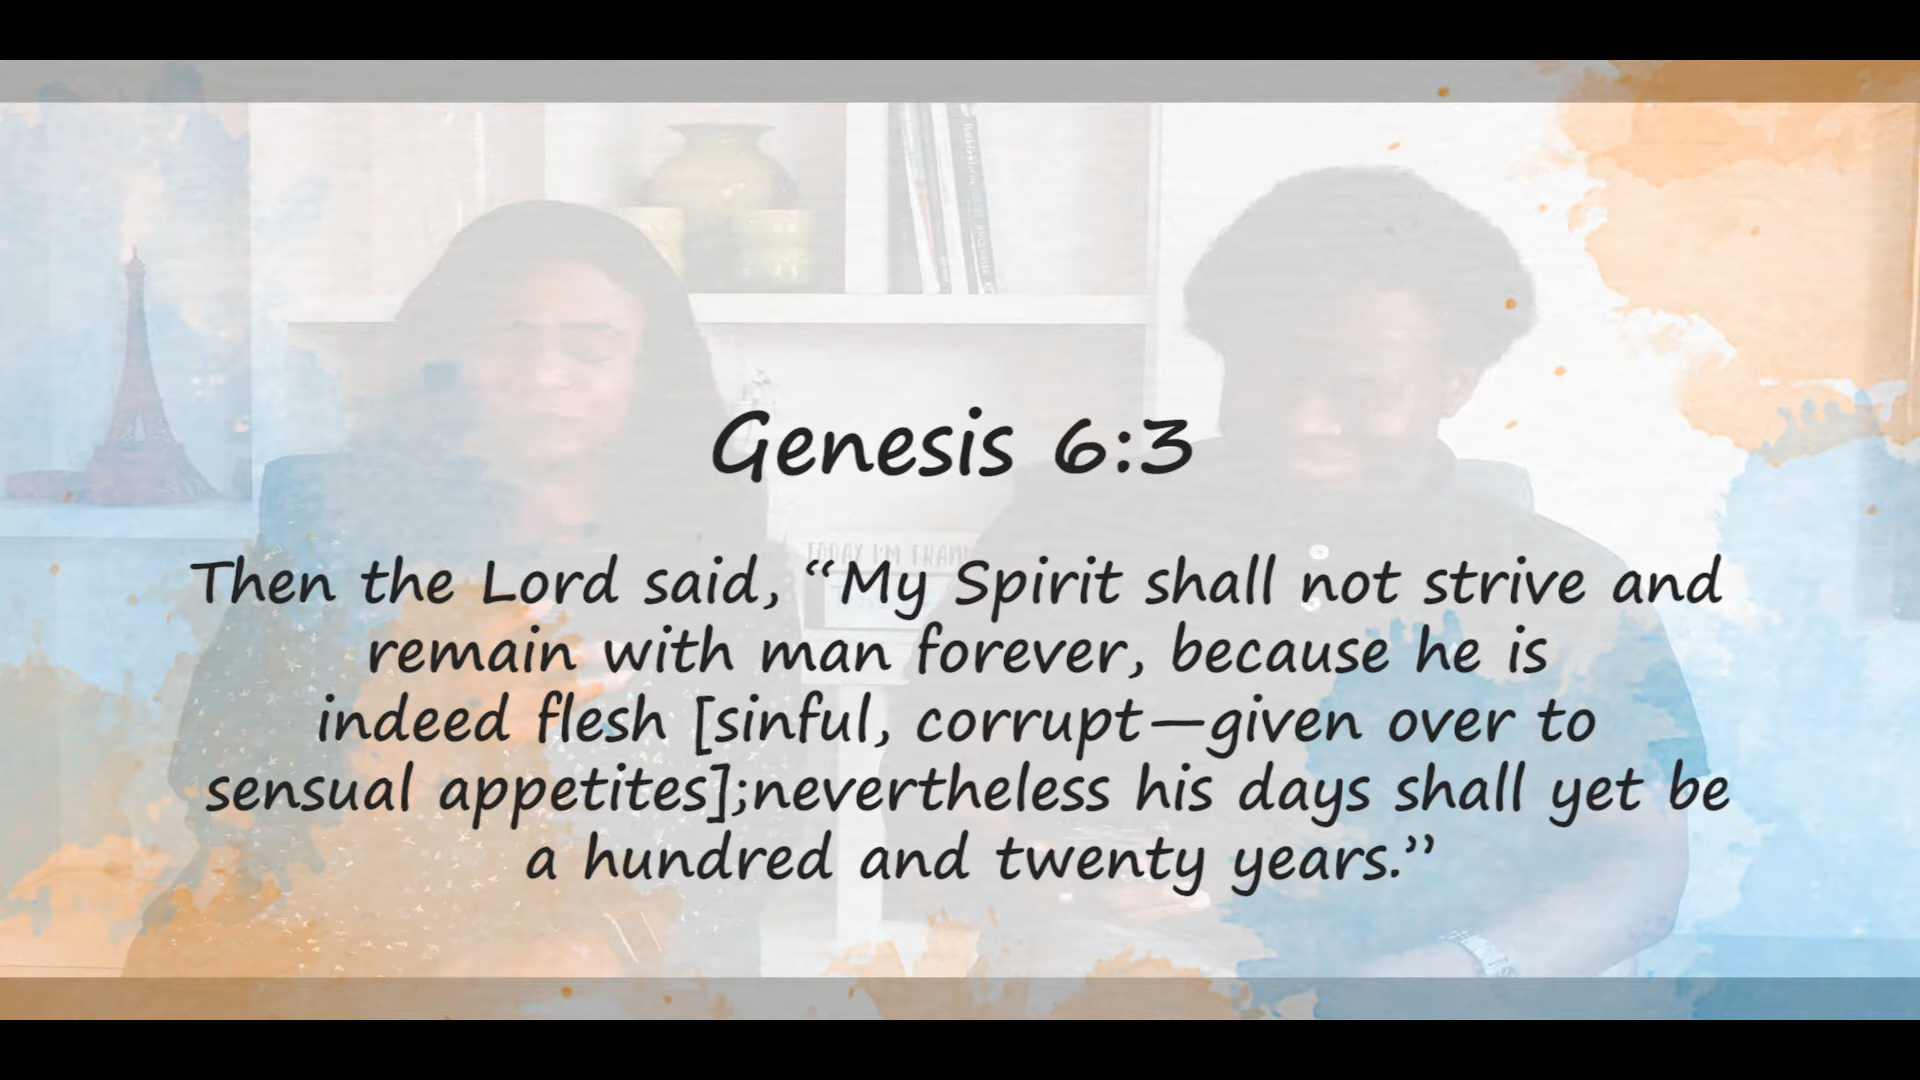 Genesis 6:3
Then the Lord said, “My Spirit shall not strive and
remain with man forever, because he is
indeed flesh [sinful, corrupt—given over to
sensual appetites];nevertheless his days shall yet be
a hundred and twenty years.”
TODAY I'M